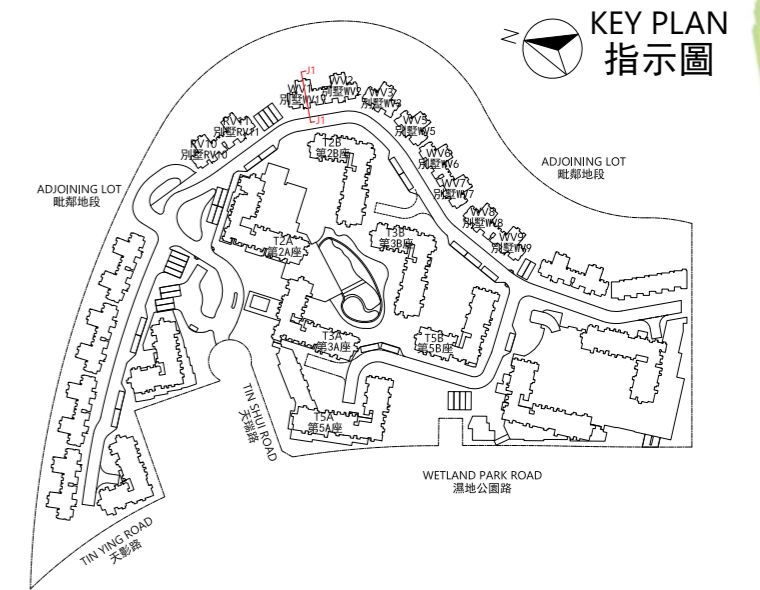 KEY PLAN
指示圖
N
J1
WV1
別墅WV1
J1
WV2
別墅WV2
WV3
別墅WV3
WV5
別墅WV5
WV6
別墅WV6
WV7
別墅WV7
WV8
別墅WV8
WV9
別墅WV9
RV11
別墅RV11
RV10
別墅RV10
ADJOINING LOT
毗鄰地段
ADJOINING LOT
毗鄰地段
T2B
第2B座
T2A
第2A座
T3B
第3B座
T3A
第3A座
T5B
第5B座
T5A
第5A座
TIN SHUI ROAD
天瑞路
WETLAND PARK ROAD
濕地公園路
TIN YING ROAD
天影路